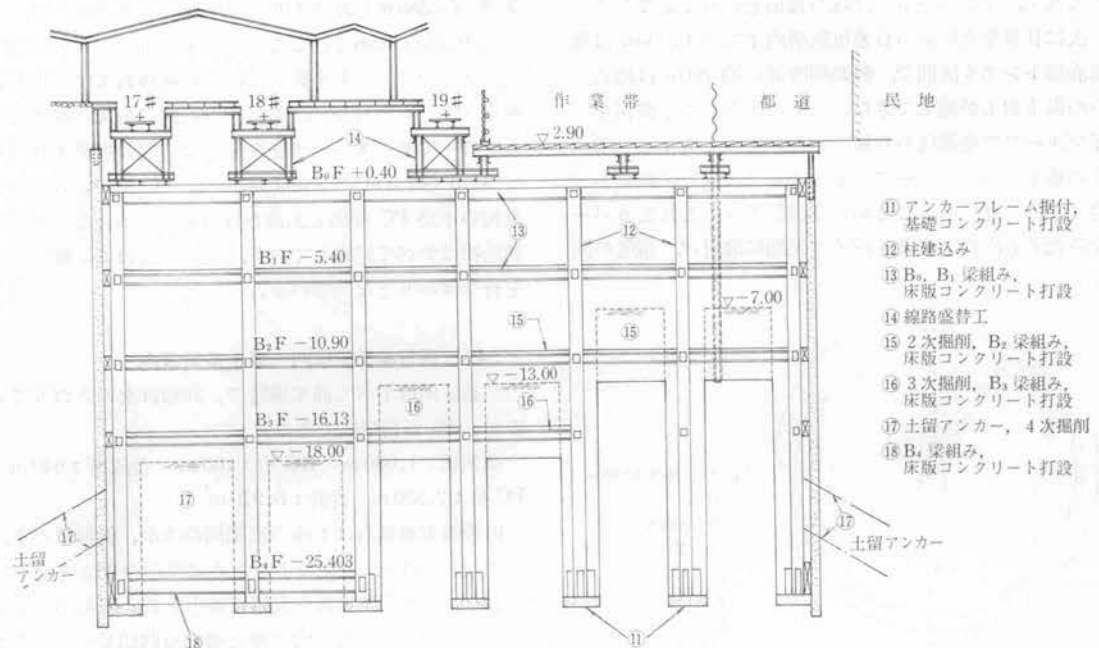 17# 18# 19# 作業帯 都道 民地
▽2.90
⑭
B₀F +0.40
⑬ ⑫
B₁F −5.40
▽−7.00
⑮ ⑮
B₂F −10.90
▽−13.00
⑯ ⑯
B₃F −16.13
▽−18.00
⑰
⑰
土留
アンカー
⑰
土留アンカー
B₄F −25.403
⑱
⑪
⑪ アンカーフレーム据付,
基礎コンクリート打設
⑫ 柱建込み
⑬ B₀, B₁ 梁組み,
床版コンクリート打設
⑭ 線路盛替工
⑮ 2次掘削, B₂ 梁組み,
床版コンクリート打設
⑯ 3次掘削, B₃ 梁組み,
床版コンクリート打設
⑰ 土留アンカー, 4次掘削
⑱ B₄ 梁組み,
床版コンクリート打設